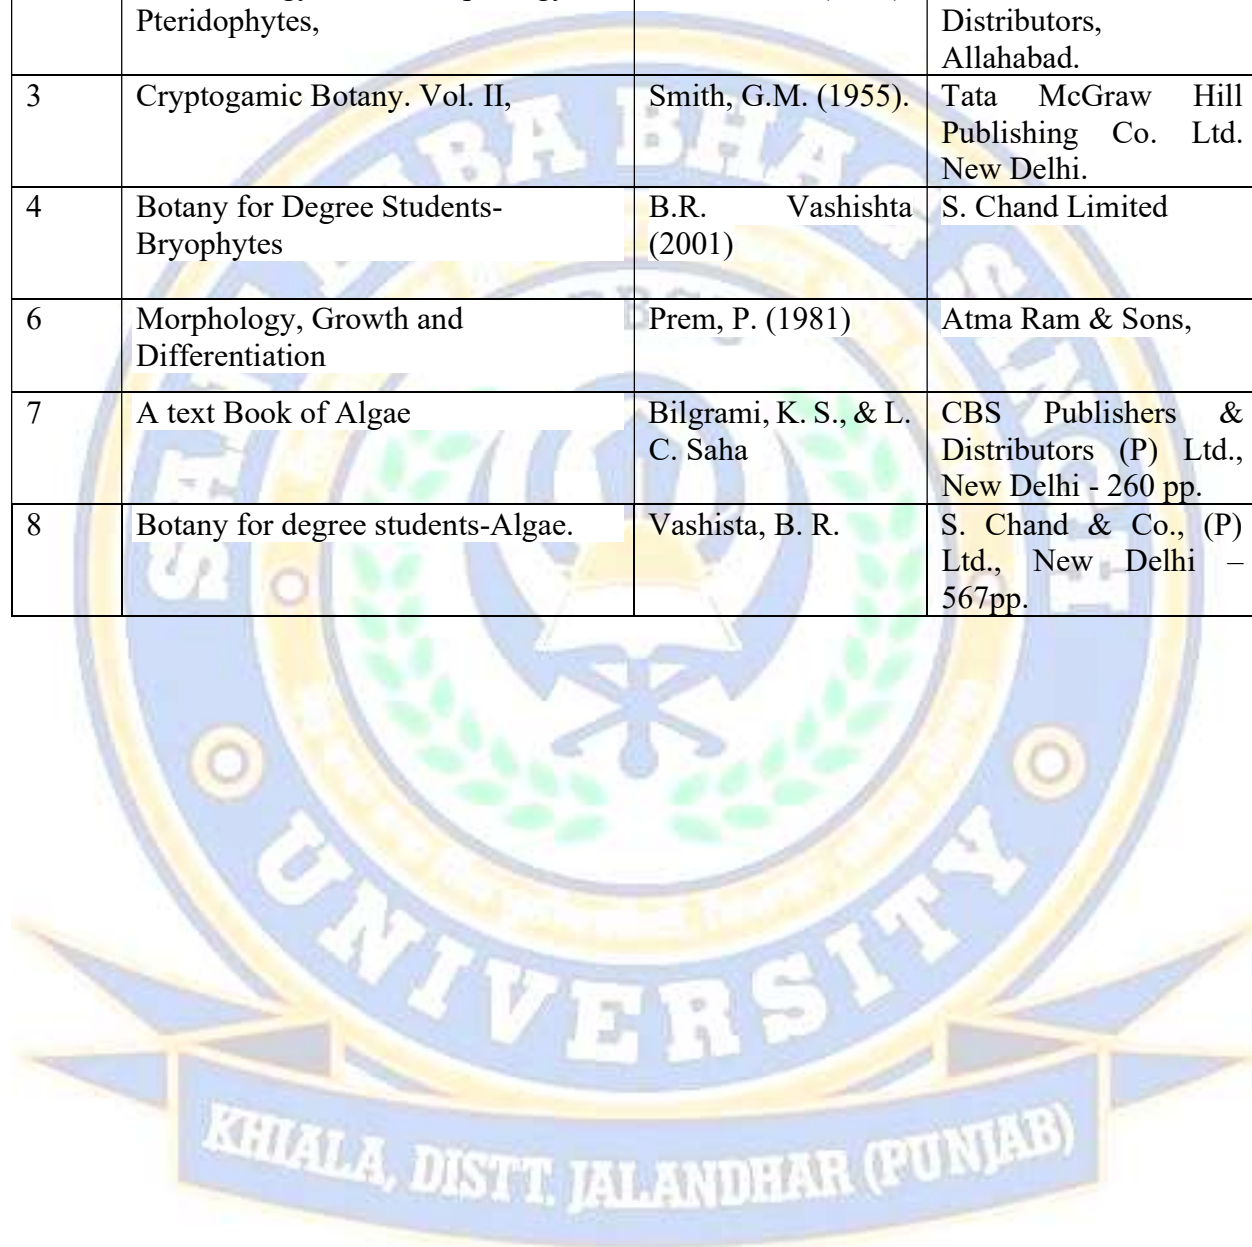 Pteridophytes,
Distributors,
Allahabad.
3
Cryptogamic Botany. Vol. II,
Smith, G.M. (1955).
Tata McGraw Hill
Publishing Co. Ltd.
New Delhi.
4
Botany for Degree Students-
Bryophytes
B.R. Vashishta
(2001)
S. Chand Limited
6
Morphology, Growth and
Differentiation
Prem, P. (1981)
Atma Ram & Sons,
7
A text Book of Algae
Bilgrami, K. S., & L.
C. Saha
CBS Publishers &
Distributors (P) Ltd.,
New Delhi - 260 pp.
8
Botany for degree students-Algae.
Vashista, B. R.
S. Chand & Co., (P)
Ltd., New Delhi –
567pp.
UNIVERSITY
KHIALA, DISTT. JALANDHAR (PUNJAB)